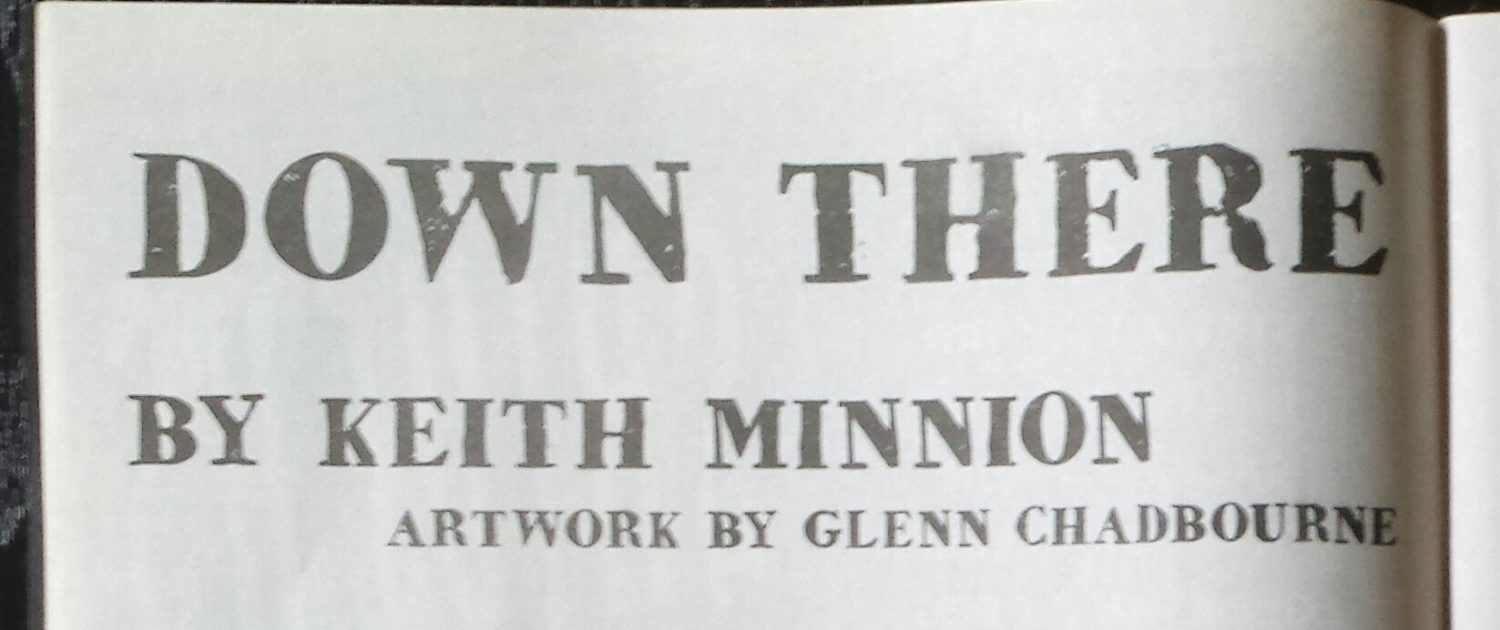 DOWN THERE
BY KEITH MINNION
ARTWORK BY GLENN CHADBOURNE